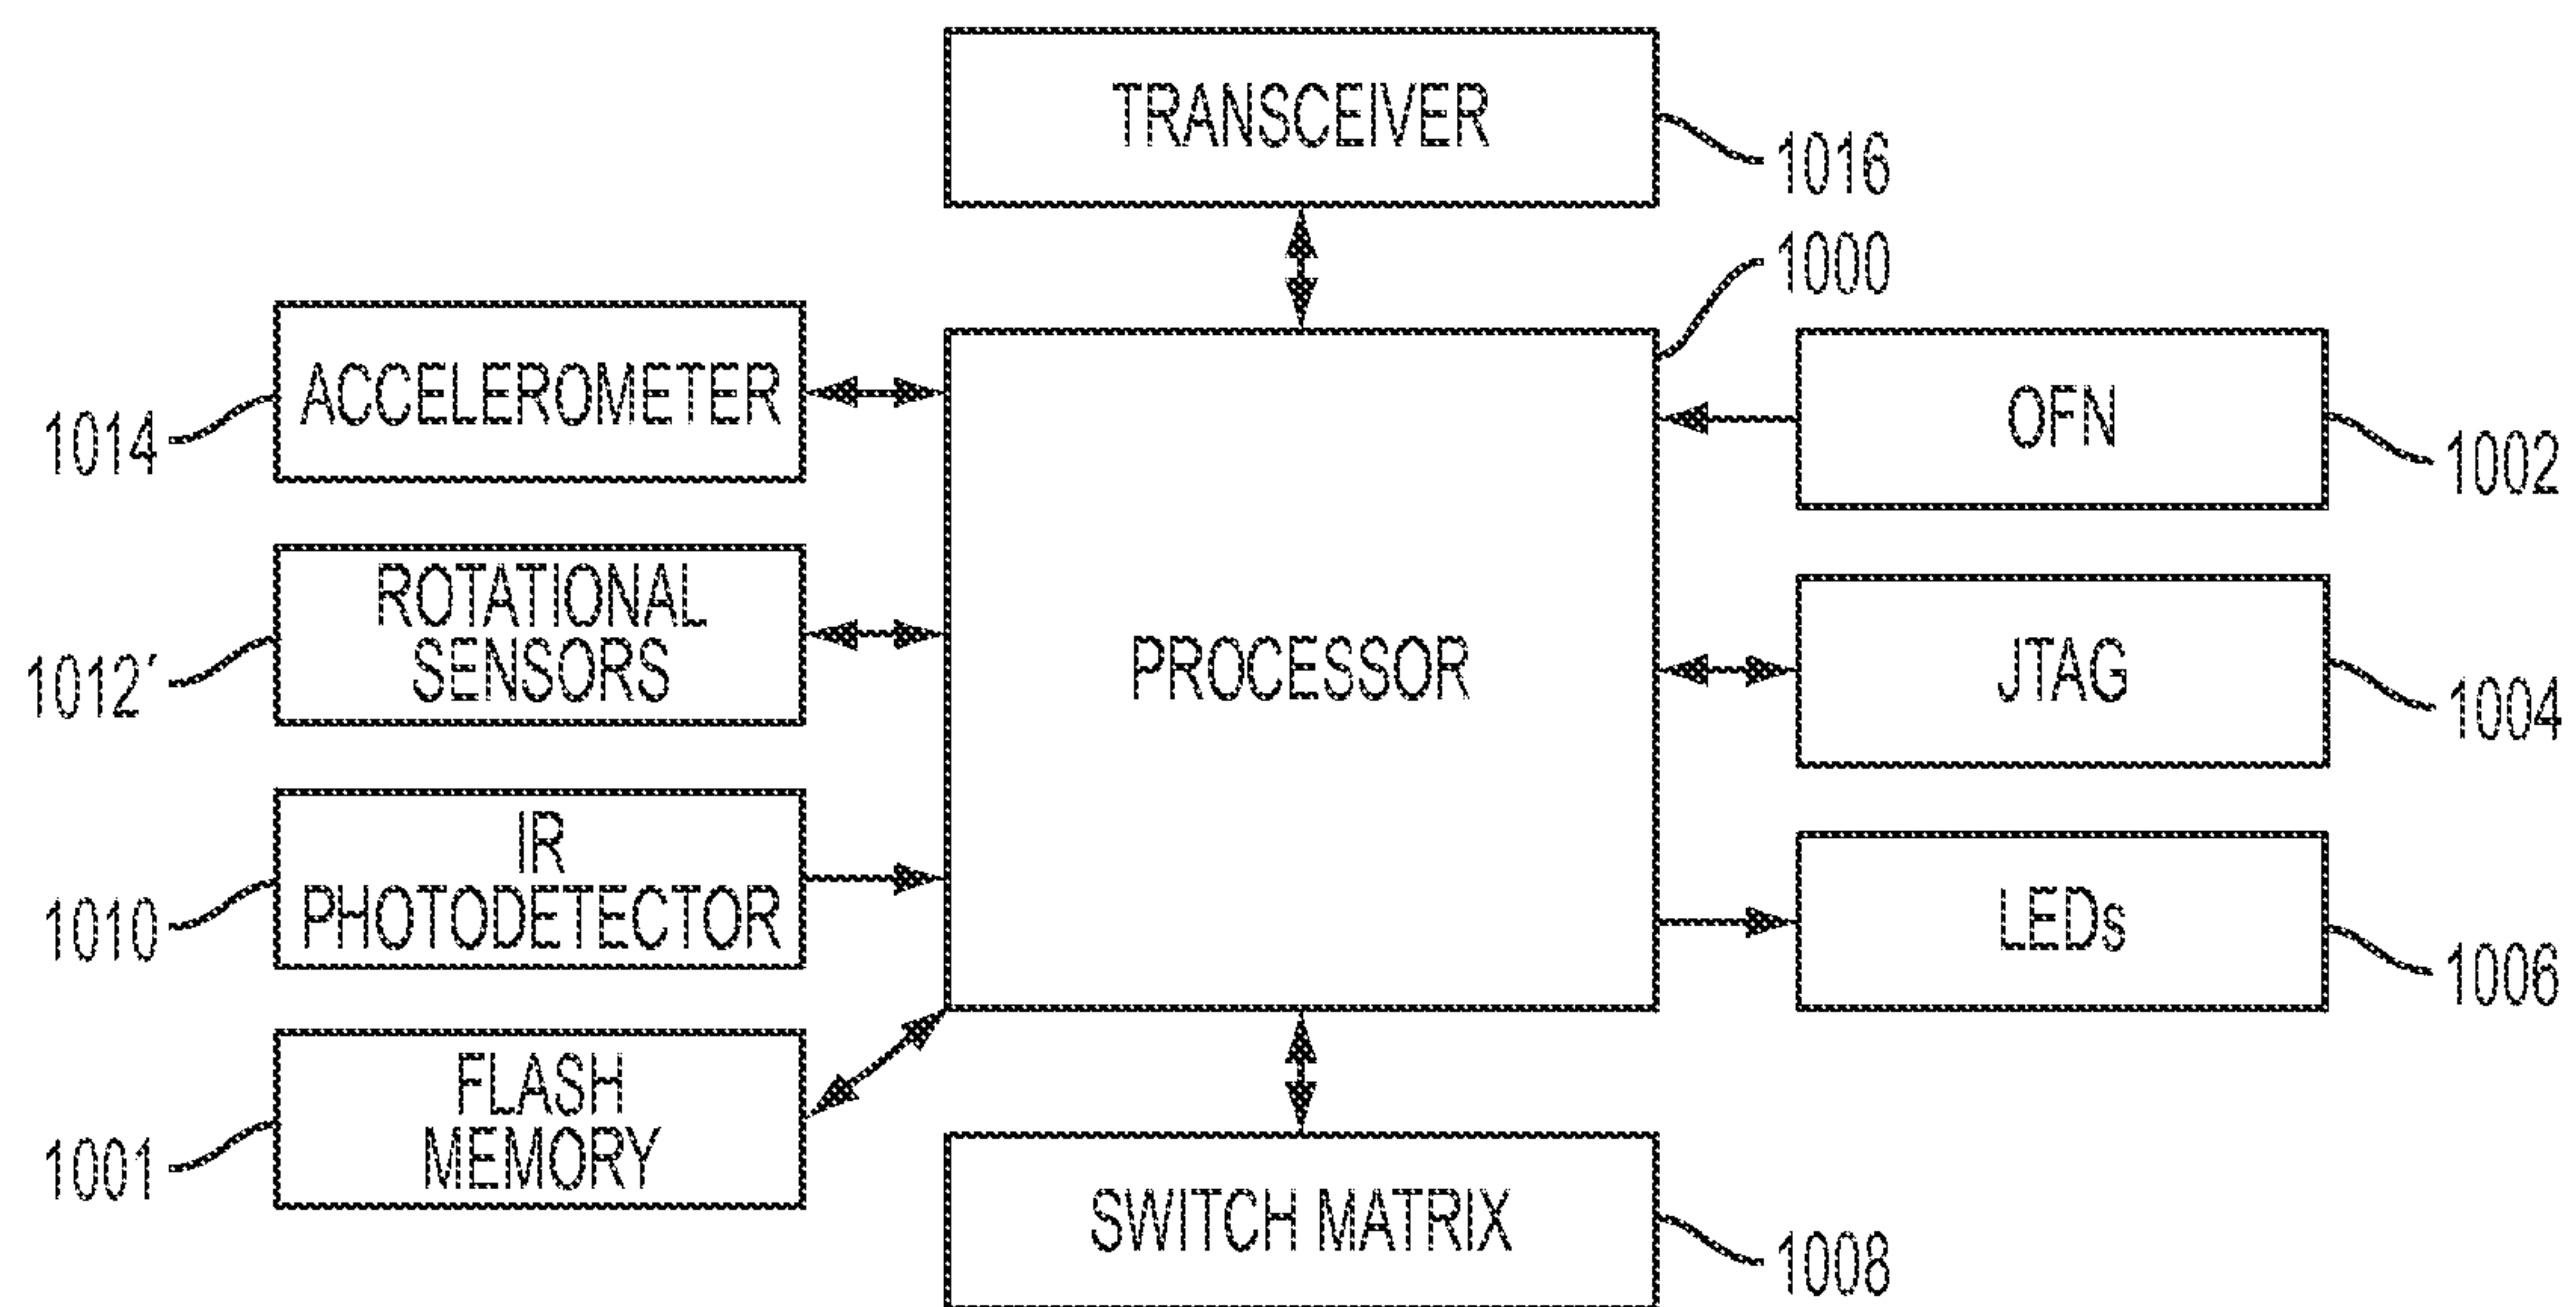 TRANSCEIVER
1016
1000
ACCELEROMETER
1014
OFN
1002
ROTATIONAL
SENSORS
1012′
PROCESSOR
JTAG
1004
IR
PHOTODETECTOR
1010
LEDs
1006
FLASH
MEMORY
1001
SWITCH MATRIX
1008